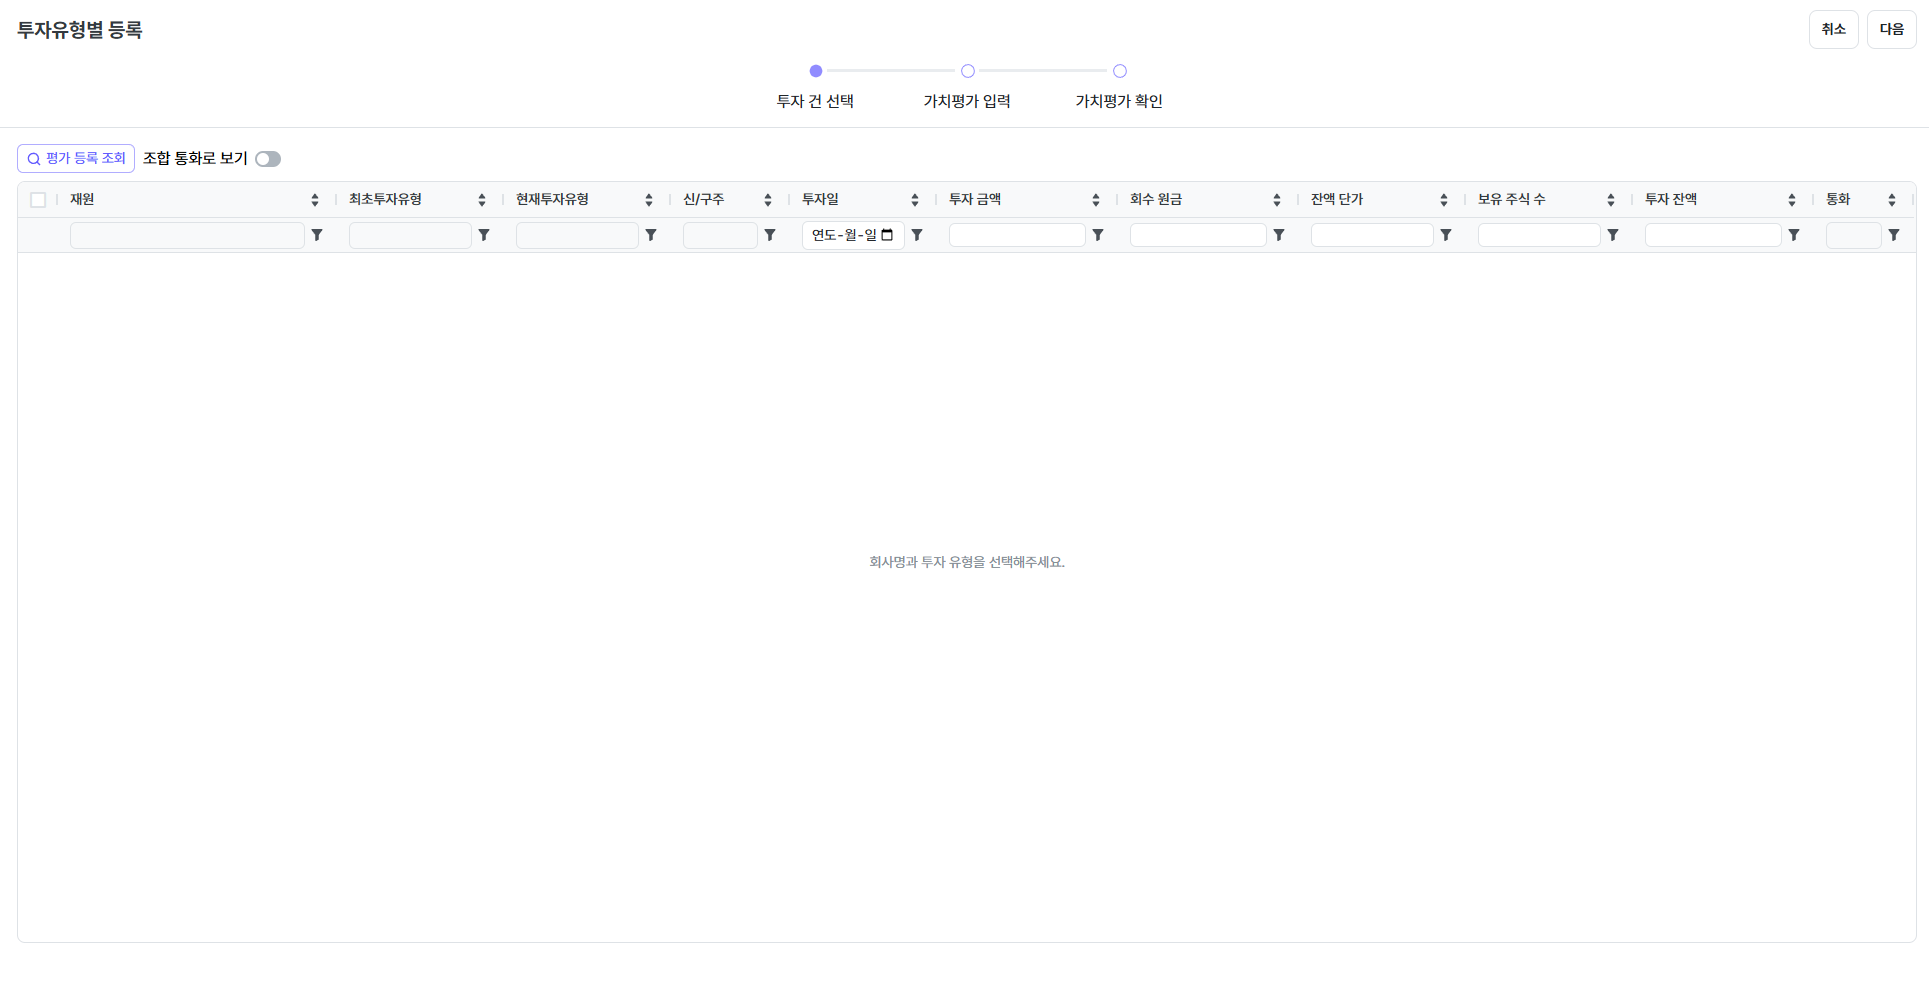 투자유형별 등록
취소 다음
투자 건 선택 가치평가 입력 가치평가 확인
평가 등록 조회 조합 통화로 보기
재원 최초투자유형 현재투자유형 신/구주 투자일 투자 금액 회수 원금 잔액 단가 보유 주식 수 투자 잔액 통화
연도-월-일
회사명과 투자 유형을 선택해주세요.